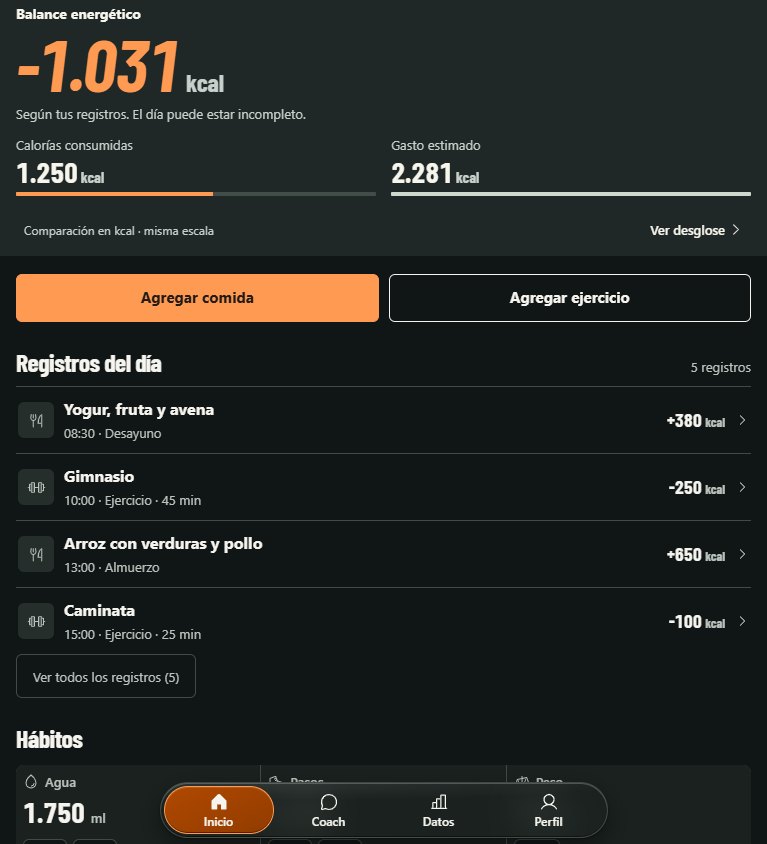 Balance energético
-1.031 kcal
Según tus registros. El día puede estar incompleto.
Calorías consumidas
1.250 kcal
Gasto estimado
2.281 kcal
Comparación en kcal · misma escala
Ver desglose
Agregar comida
Agregar ejercicio
Registros del día
5 registros
Yogur, fruta y avena
08:30 · Desayuno
+380 kcal
Gimnasio
10:00 · Ejercicio · 45 min
-250 kcal
Arroz con verduras y pollo
13:00 · Almuerzo
+650 kcal
Caminata
15:00 · Ejercicio · 25 min
-100 kcal
Ver todos los registros (5)
Hábitos
Agua
Pasos
Peso
1.750 ml
Inicio
Coach
Datos
Perfil